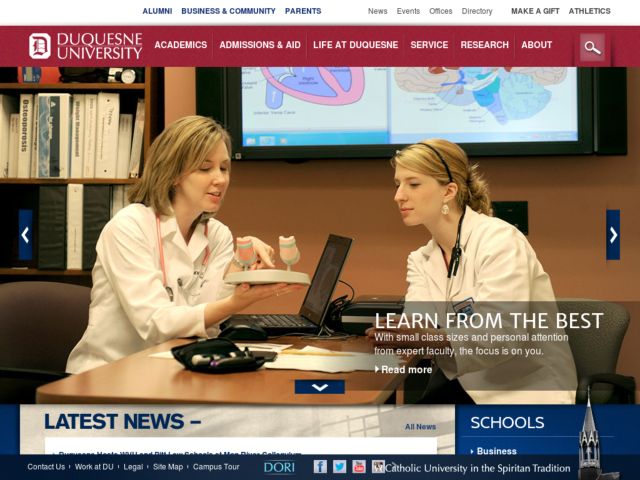 ALUMNI BUSINESS & COMMUNITY PARENTS News Events Offices Directory MAKE A GIFT ATHLETICS
DUQUESNE
UNIVERSITY
ACADEMICS ADMISSIONS & AID LIFE AT DUQUESNE SERVICE RESEARCH ABOUT
Osteoporosis
Weight Management
LEARN FROM THE BEST
With small class sizes and personal attention
from expert faculty, the focus is on you.
Read more
LATEST NEWS –
All News
SCHOOLS
Business
Contact Us Work at DU Legal Site Map Campus Tour DORI
Catholic University in the Spiritan Tradition